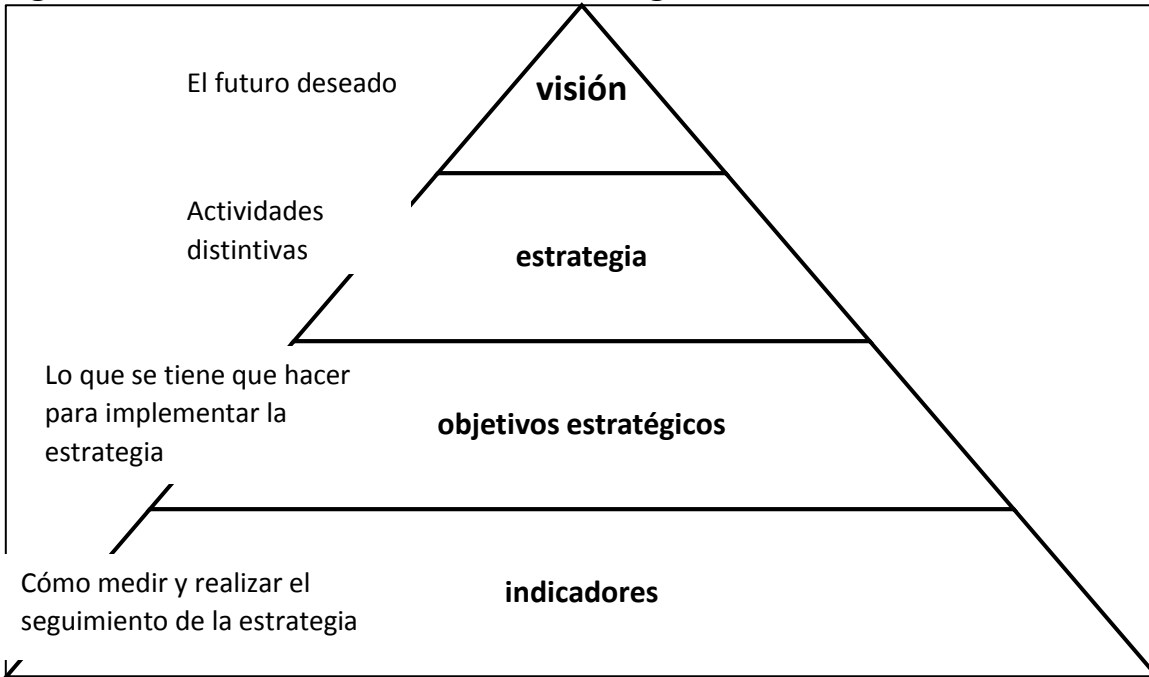 El futuro deseado
visión
Actividades
distintivas
estrategia
Lo que se tiene que hacer
para implementar la
estrategia
objetivos estratégicos
Cómo medir y realizar el
seguimiento de la estrategia
indicadores